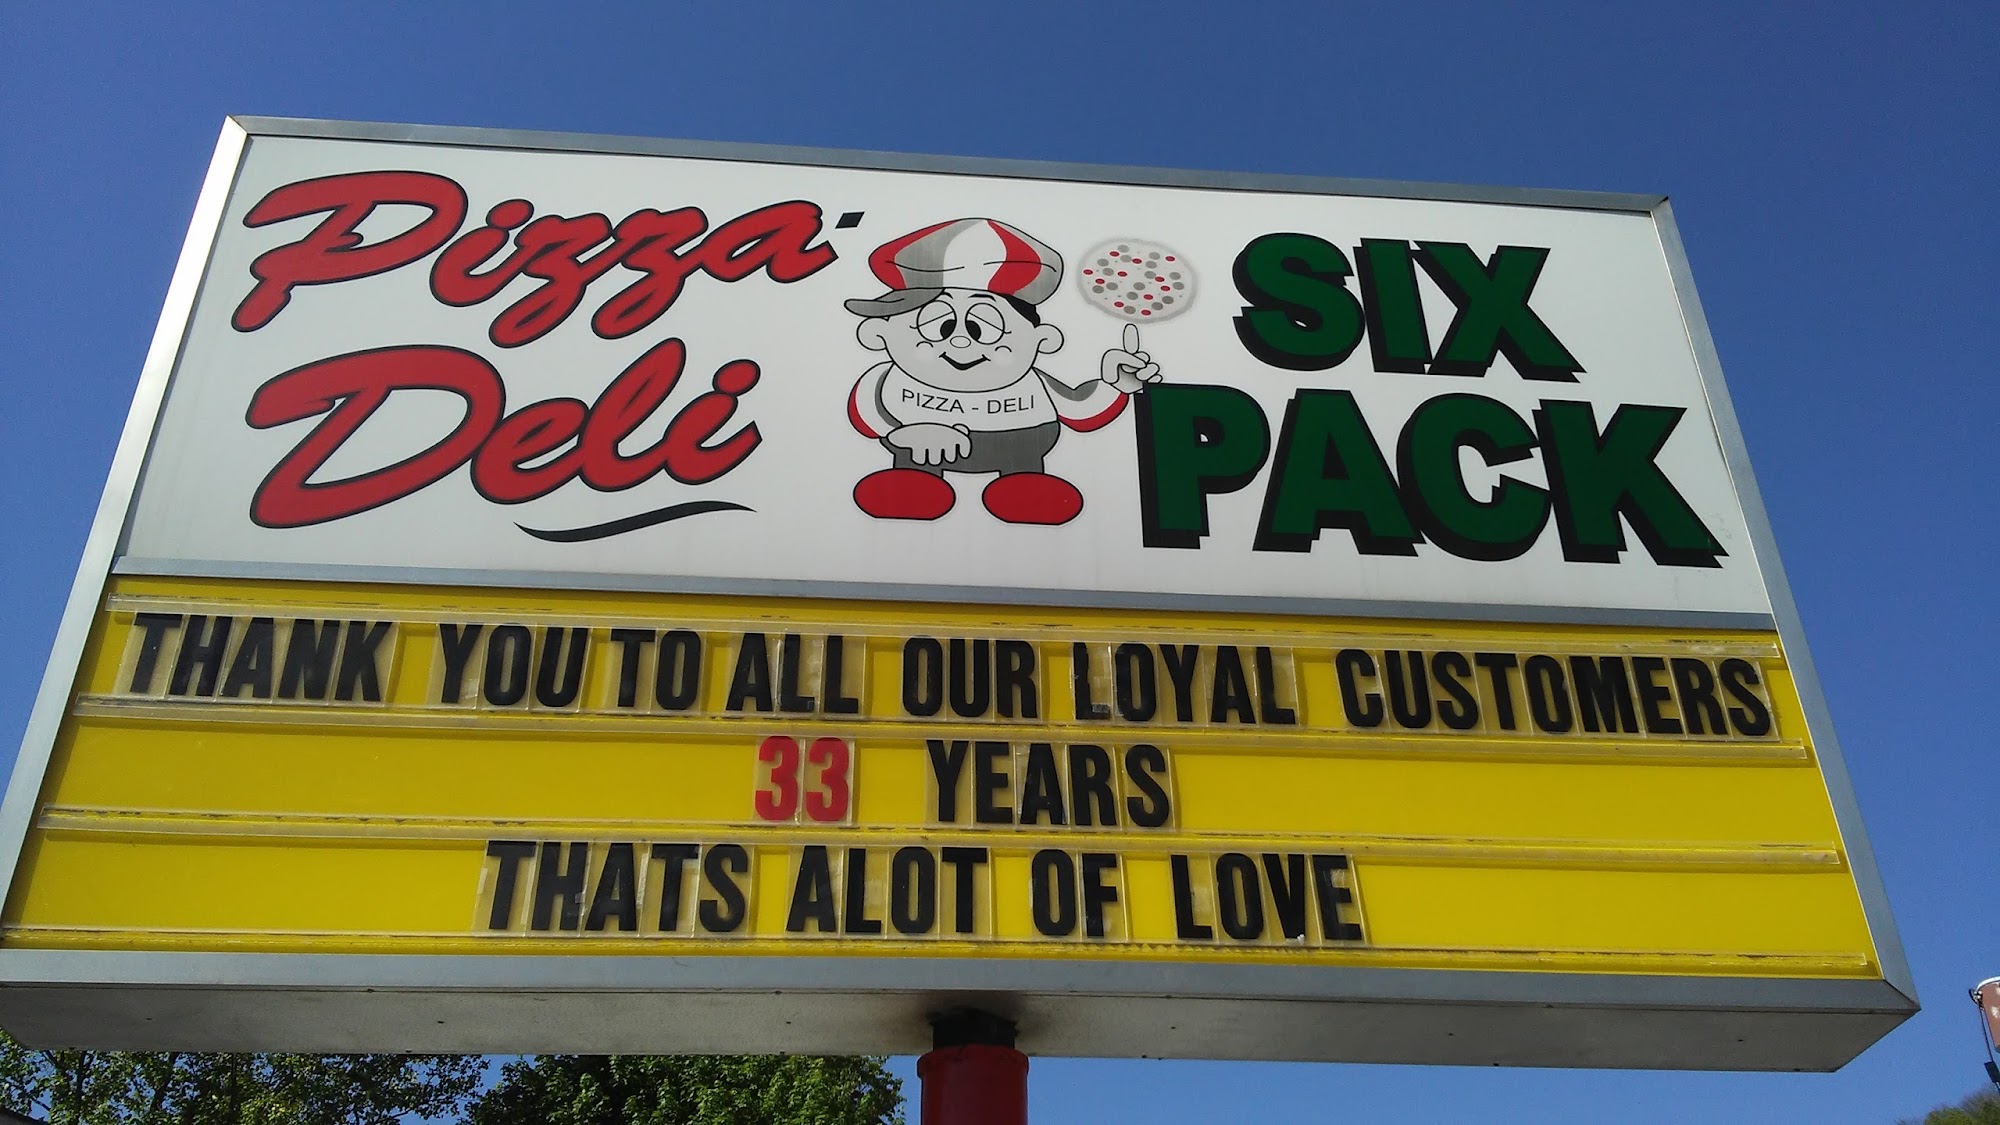 Pizza-
Deli
PIZZA - DELI
SIX
PACK
THANK YOU TO ALL OUR LOYAL CUSTOMERS
33 YEARS
THATS ALOT OF LOVE